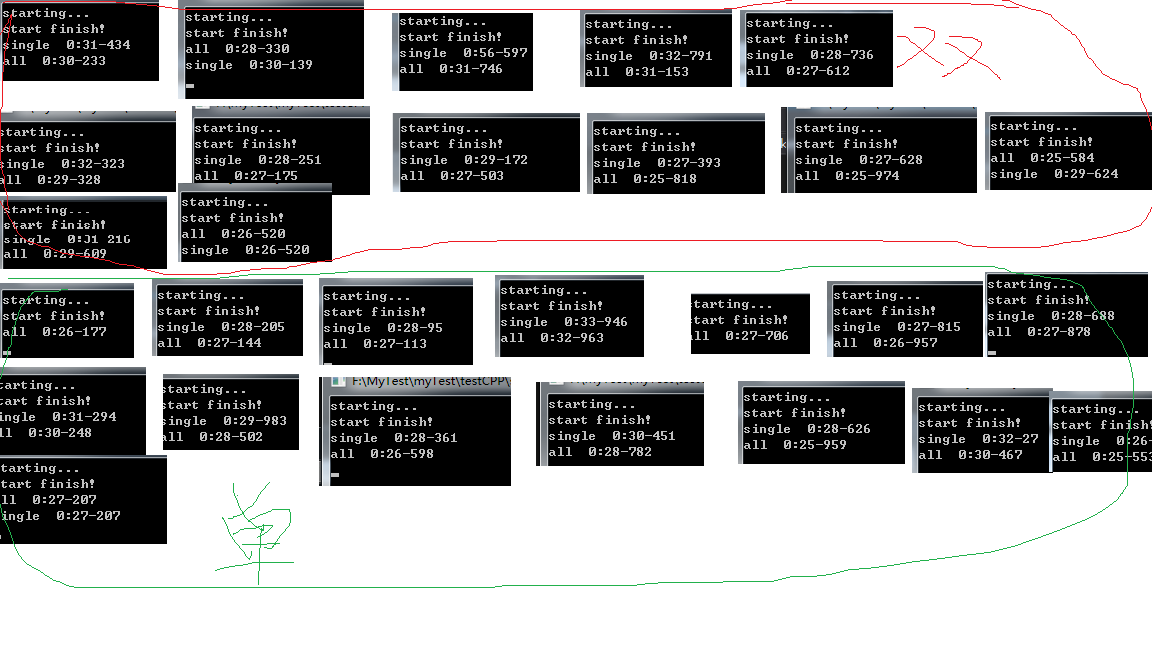 starting...
start finish!
single 0:31-434
all 0:30-233
starting...
start finish!
all 0:28-330
single 0:30-139
starting...
start finish!
single 0:56-597
all 0:31-746
starting...
start finish!
single 0:32-791
all 0:31-153
starting...
start finish!
single 0:28-736
all 0:27-612
双
starting...
start finish!
single 0:32-323
all 0:29-328
starting...
start finish!
single 0:28-251
all 0:27-175
starting...
start finish!
single 0:29-172
all 0:27-503
starting...
start finish!
single 0:27-393
all 0:25-818
starting...
start finish!
single 0:27-628
all 0:25-974
starting...
start finish!
all 0:25-584
single 0:29-624
starting...
start finish!
single 0:31 216
all 0:29-609
starting...
start finish!
all 0:26-520
single 0:26-520
starting...
start finish!
all 0:26-177
starting...
start finish!
single 0:28-205
all 0:27-144
starting...
start finish!
single 0:28-95
all 0:27-113
starting...
start finish!
single 0:33-946
all 0:32-963
starting...
start finish!
all 0:27-706
starting...
start finish!
single 0:27-815
all 0:26-957
starting...
start finish!
single 0:28-688
all 0:27-878
starting...
tart finish!
ingle 0:31-294
ll 0:30-248
starting...
start finish!
single 0:29-983
all 0:28-502
F:\MyTest\myTest\testCPP\
starting...
start finish!
single 0:28-361
all 0:26-598
starting...
start finish!
single 0:30-451
all 0:28-782
starting...
start finish!
single 0:28-626
all 0:25-959
starting...
start finish!
single 0:32-27
all 0:30-467
starting...
start finish
single 0:26-
all 0:25-553
starting...
tart finish!
ll 0:27-207
ingle 0:27-207
单